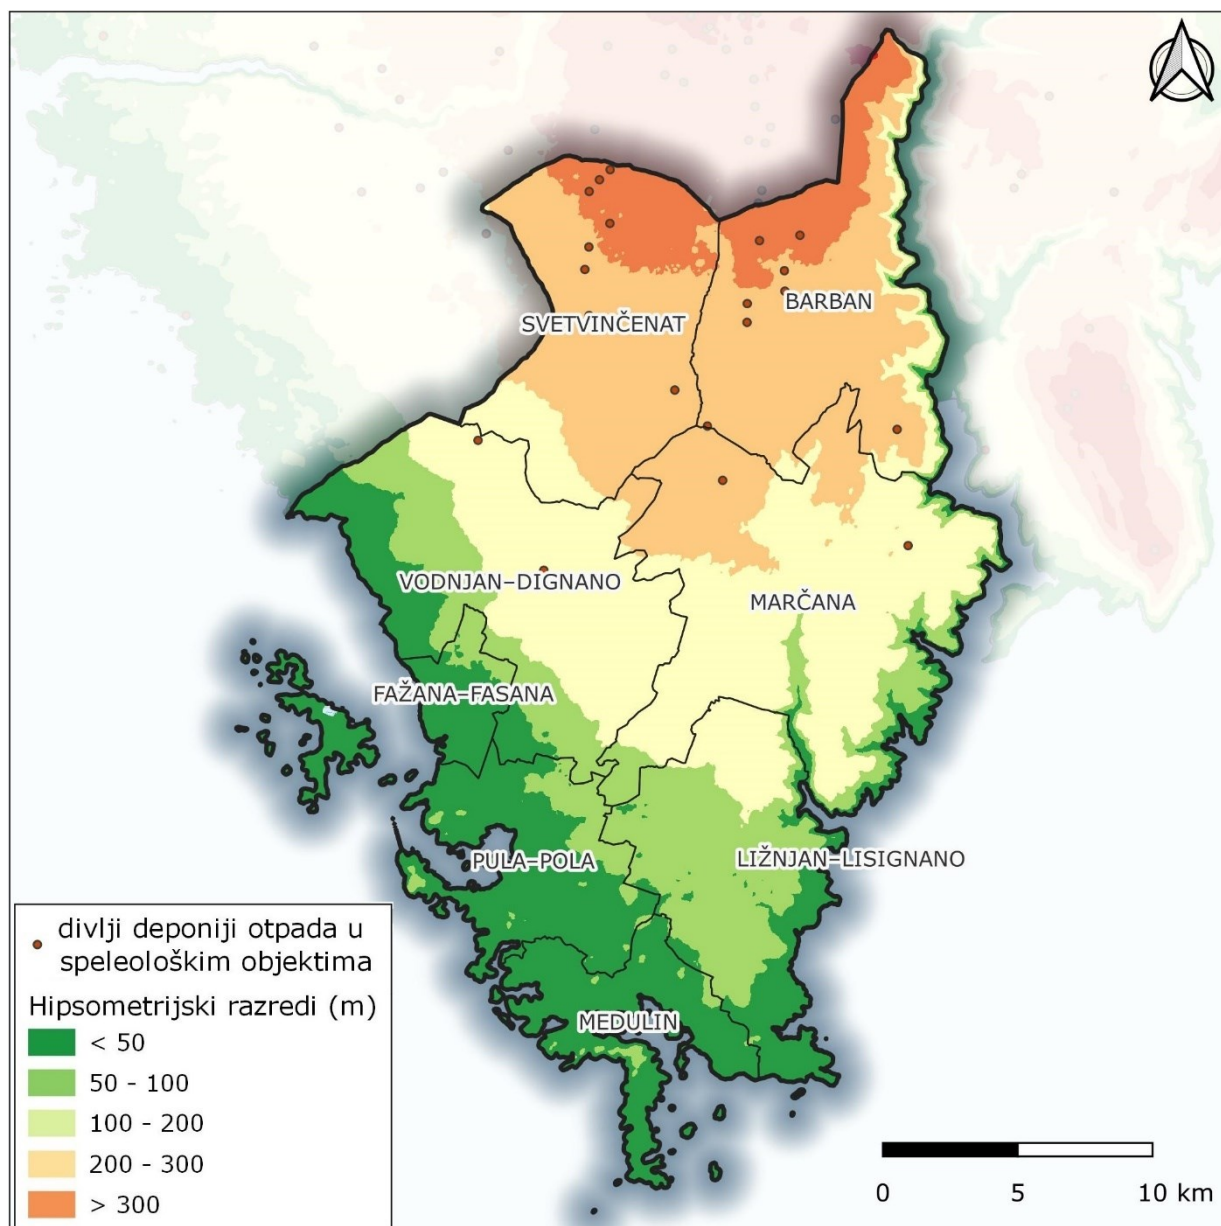 SVETVINČENAT
BARBAN
VODNJAN–DIGNANO
MARČANA
FAŽANA–FASANA
PULA–POLA
LIŽNJAN–LISIGNANO
MEDULIN
divlji deponiji otpada u
speleološkim objektima
Hipsometrijski razredi (m)
< 50
50 - 100
100 - 200
200 - 300
> 300
0 5 10 km